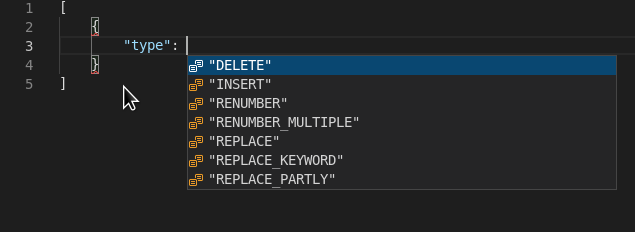 1 [
2 {
3 "type":
4 }
5 ]
"DELETE"
"INSERT"
"RENUMBER"
"RENUMBER_MULTIPLE"
"REPLACE"
"REPLACE_KEYWORD"
"REPLACE_PARTLY"